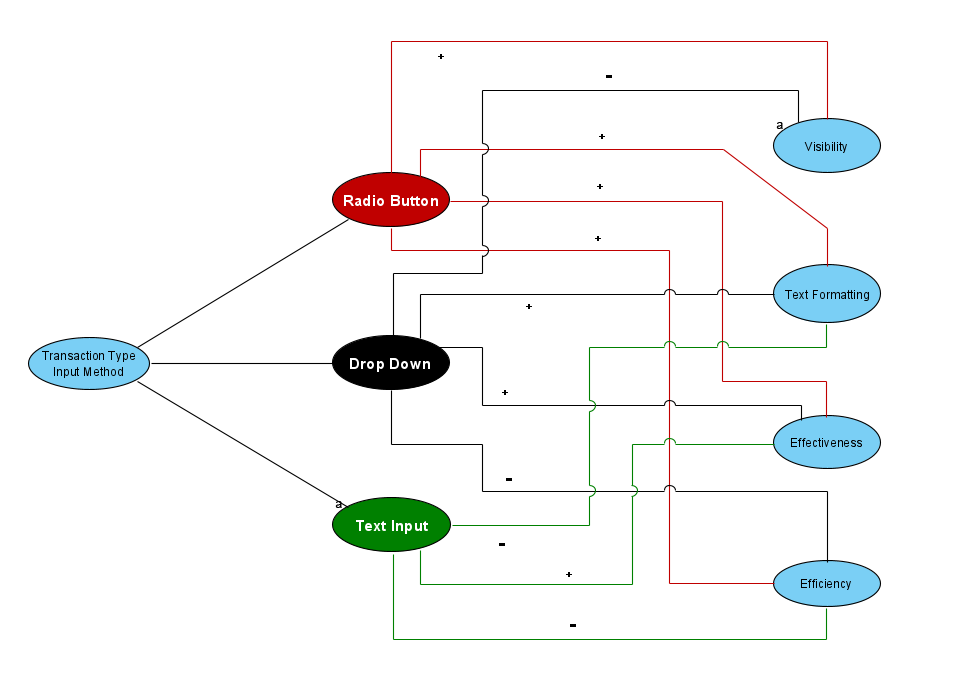 +
-
a
Visibility
+
+
Radio Button
+
Text Formatting
+
Transaction Type
Input Method
Drop Down
+
Effectiveness
-
a
Text Input
-
+
Efficiency
-